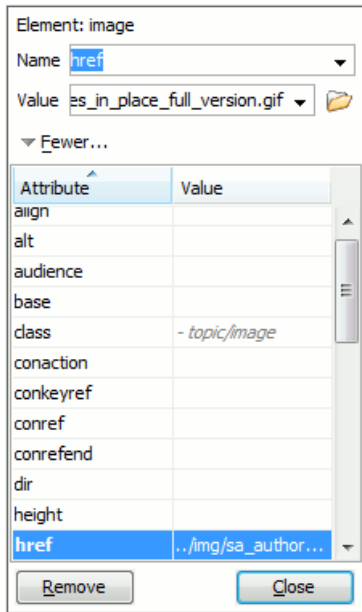 Element: image
Name href
Value es_in_place_full_version.gif
Fewer...
Attribute Value
align
alt
audience
base
class - topic/image
conaction
conkeyref
conref
conrefend
dir
height
href ../img/sa_author...
Remove Close